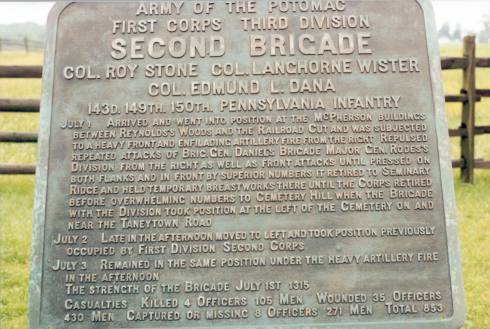 ARMY OF THE POTOMAC
FIRST CORPS THIRD DIVISION
SECOND BRIGADE
COL. ROY STONE COL. LANGHORNE WISTER
COL. EDMUND L. DANA
143D, 149TH, 150TH, PENNSYLVANIA INFANTRY
JULY 1 ARRIVED AND WENT INTO POSITION AT THE MCPHERSON BUILDINGS
BETWEEN REYNOLDS'S WOODS AND THE RAILROAD CUT AND WAS SUBJECTED
TO A HEAVY FRONT AND ENFILADING ARTILLERY FIRE FROM THE RIGHT. REPULSED
REPEATED ATTACKS OF BRIG. GEN. DANIEL'S BRIGADE MAJOR GEN. RODES'S
DIVISION FROM THE RIGHT AS WELL AS FRONT ATTACKS UNTIL PRESSED ON
BOTH FLANKS AND IN FRONT BY SUPERIOR NUMBERS IT RETIRED TO SEMINARY
RIDGE AND HELD TEMPORARY BREASTWORKS THERE UNTIL THE CORPS RETIRED
BEFORE OVERWHELMING NUMBERS TO CEMETERY HILL WHEN THE BRIGADE
WITH THE DIVISION TOOK POSITION AT THE LEFT OF THE CEMETERY ON AND
NEAR THE TANEYTOWN ROAD
JULY 2 LATE IN THE AFTERNOON MOVED TO LEFT AND TOOK POSITION PREVIOUSLY
OCCUPIED BY FIRST DIVISION SECOND CORPS
JULY 3 REMAINED IN THE SAME POSITION UNDER THE HEAVY ARTILLERY FIRE
IN THE AFTERNOON
THE STRENGTH OF THE BRIGADE JULY 1ST 1315
CASUALTIES KILLED 4 OFFICERS 105 MEN WOUNDED 35 OFFICERS
430 MEN CAPTURED OR MISSING 8 OFFICERS 271 MEN TOTAL 853